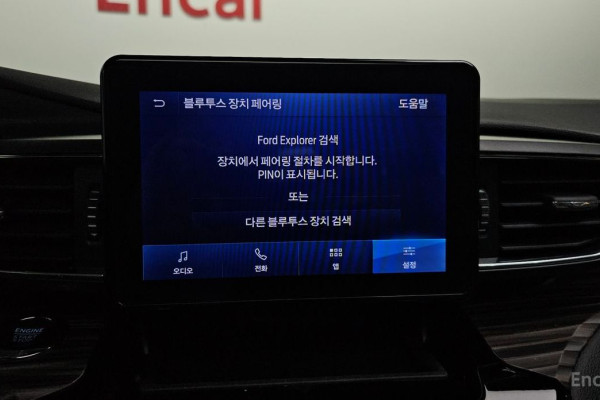 Encar
블루투스 장치 페어링
도움말
Ford Explorer 검색
장치에서 페어링 절차를 시작합니다.
PIN이 표시됩니다.
또는
다른 블루투스 장치 검색
오디오
전화
앱
설정
ENGINE
Enc